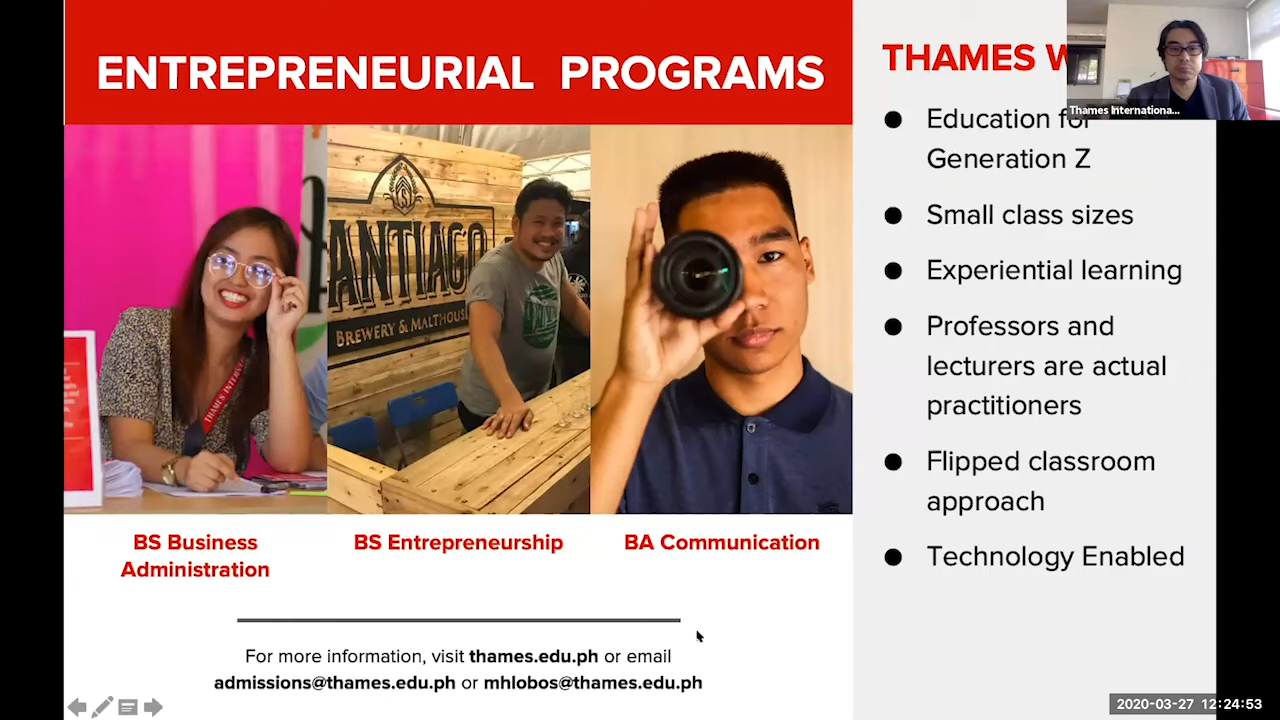 ENTREPRENEURIAL PROGRAMS
THAMES
Thames Internationa...
Education for
Generation Z
Small class sizes
Experiential learning
Professors and
lecturers are actual
practitioners
Flipped classroom
approach
Technology Enabled
ANTIAGO
BREWERY & MALTHOUS
THAMES INTERN
BS Business
Administration
BS Entrepreneurship
BA Communication
For more information, visit thames.edu.ph or email
admissions@thames.edu.ph or mhlobos@thames.edu.ph
2020-03-27 12:24:53